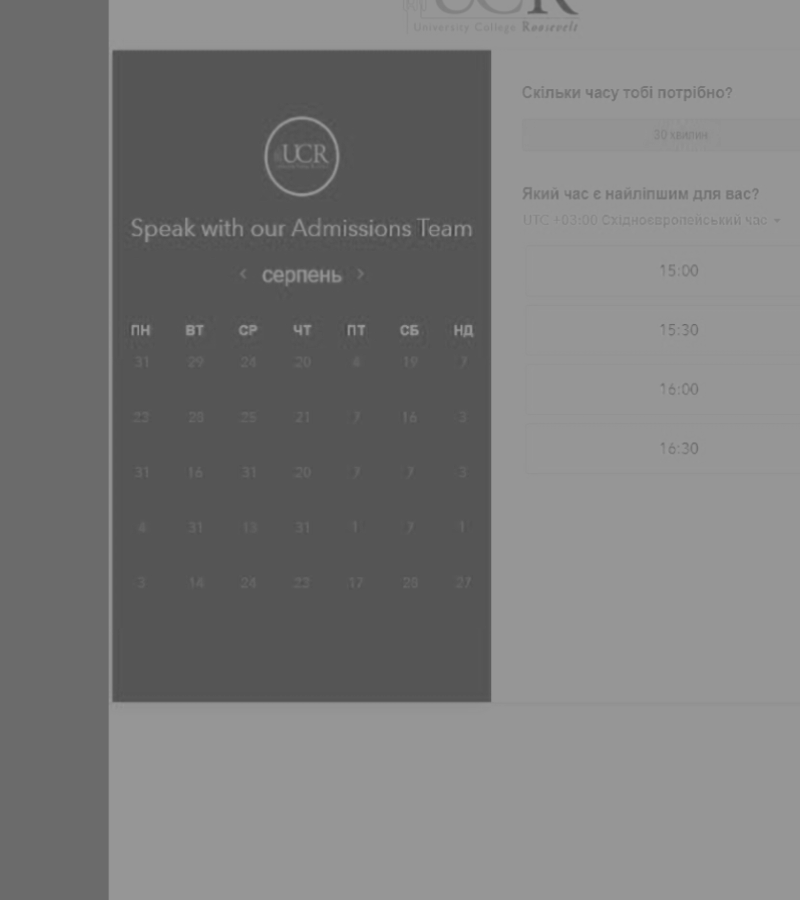 UCR
University College Roosevelt
UCR
Speak with our Admissions Team
серпень
ПН ВТ СР ЧТ ПТ СБ НД
31 29 24 20 4 19 7
22 28 25 21 7 16 3
31 16 31 20 7 7 3
4 31 13 31 1 7 1
3 14 24 23 17 28 27
Скільки часу тобі потрібно?
30 хвилин
Який час є найліпшим для вас?
UTC +03:00 Східноєвропейський час
15:00
15:30
16:00
16:30